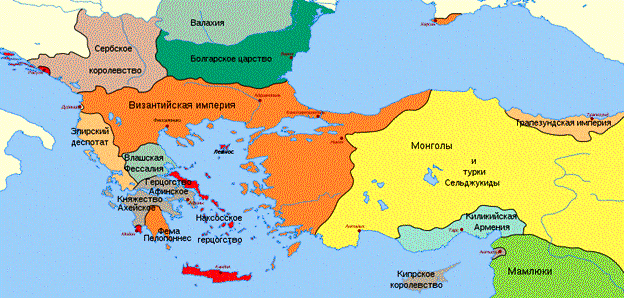 Валахия
Сербское
королевство
Болгарское царство
Византийская империя
Трапезундская империя
Эпирский
деспотат
Монголы
и
турки
Сельджукиды
Лемнос
Влашская
Фессалия
Герцогство
Афинское
Княжество
Ахейское
Наксосское
герцогство
Фема
Пелопоннес
Киликийская
Армения
Кипрское
королевство
Мамлюки